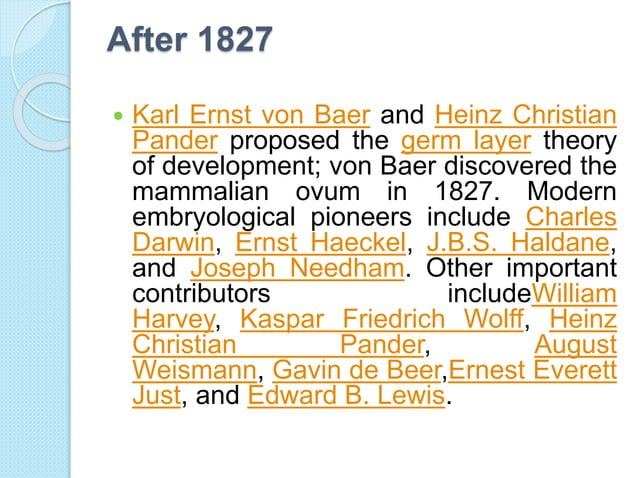 After 1827
• Karl Ernst von Baer and Heinz Christian
Pander proposed the germ layer theory
of development; von Baer discovered the
mammalian ovum in 1827. Modern
embryological pioneers include Charles
Darwin, Ernst Haeckel, J.B.S. Haldane,
and Joseph Needham. Other important
contributors includeWilliam
Harvey, Kaspar Friedrich Wolff, Heinz
Christian Pander, August
Weismann, Gavin de Beer,Ernest Everett
Just, and Edward B. Lewis.